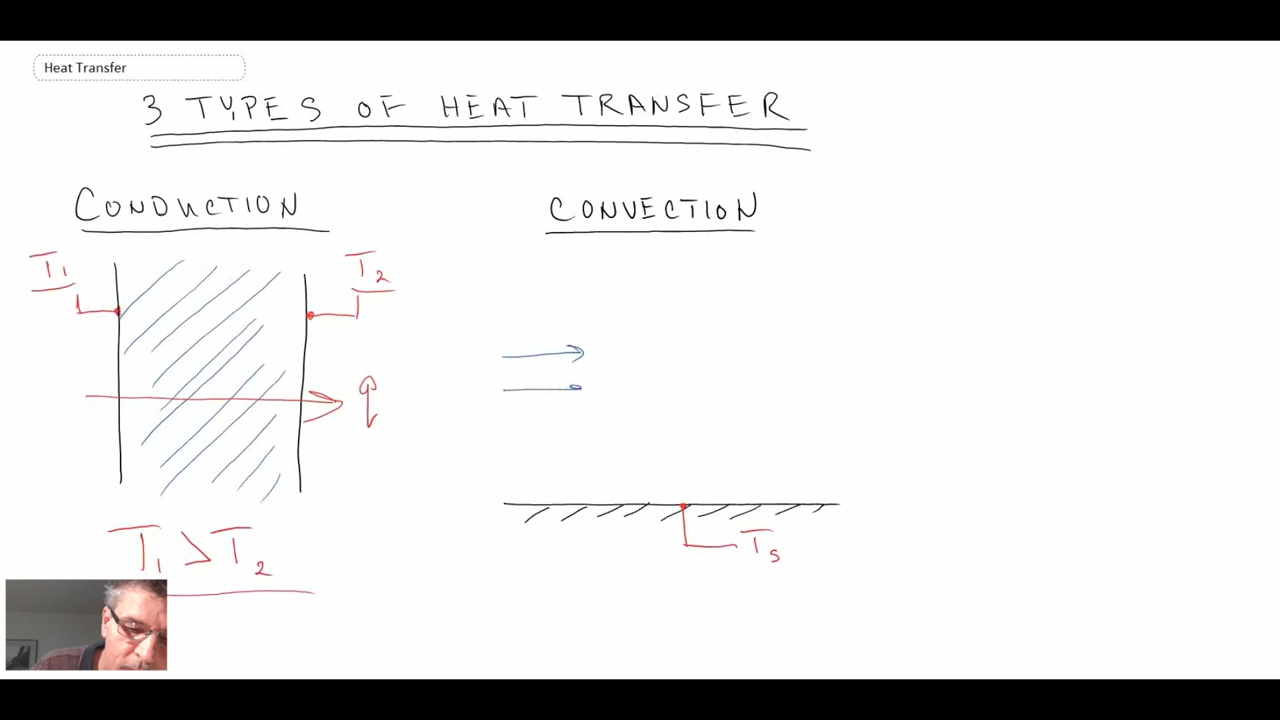 Heat Transfer
3 TYPES OF HEAT TRANSFER
CONDUCTION
CONVECTION
T1
T2
q
T1 > T2
Ts